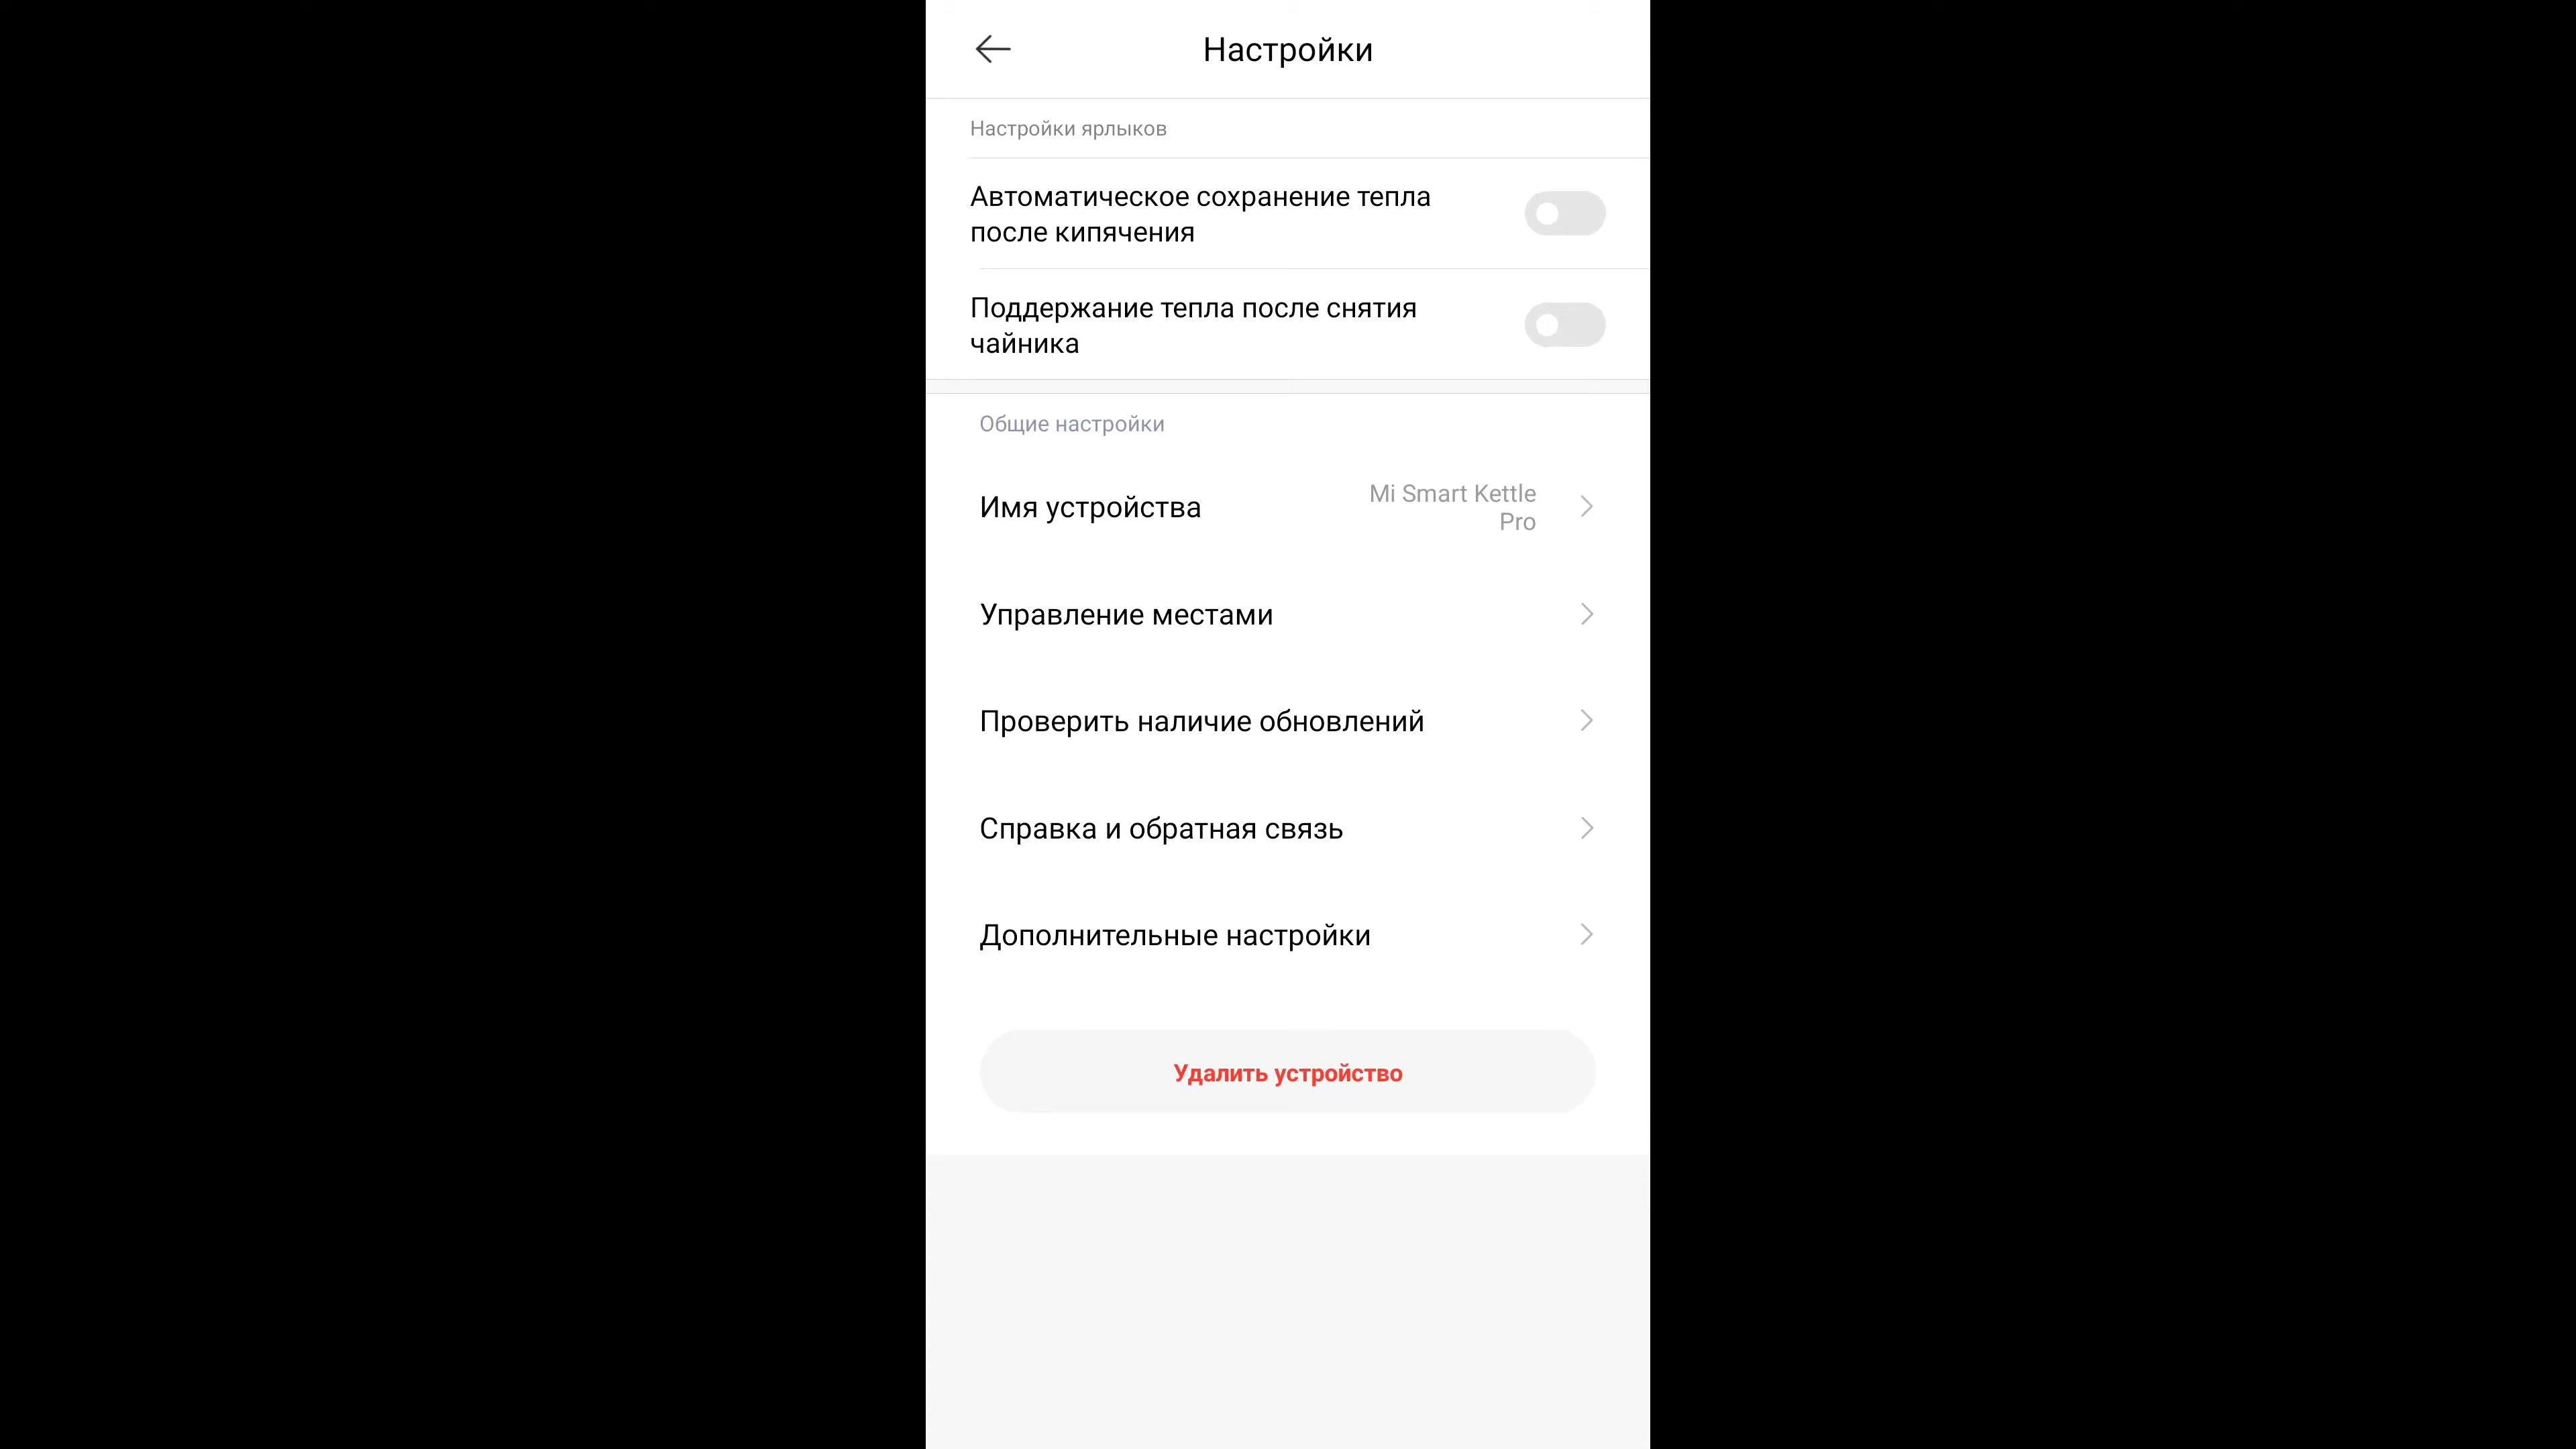 Настройки
Настройки ярлыков
Автоматическое сохранение тепла
после кипячения
Поддержание тепла после снятия
чайника
Общие настройки
Имя устройства
Mi Smart Kettle
Pro
Управление местами
Проверить наличие обновлений
Справка и обратная связь
Дополнительные настройки
Удалить устройство